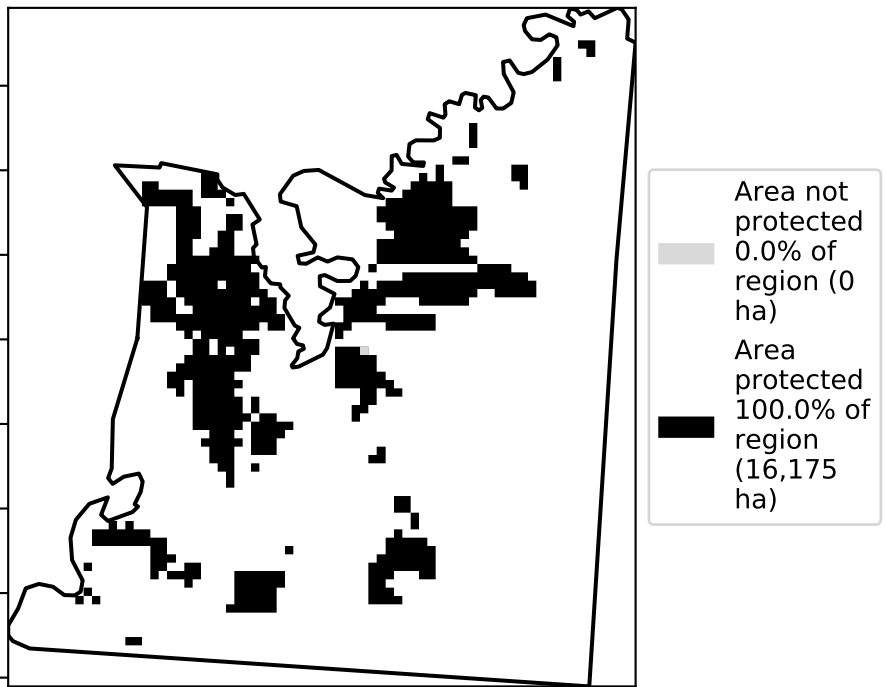 Area not
protected
0.0% of
region (0
ha)
Area
protected
100.0% of
region
(16,175
ha)